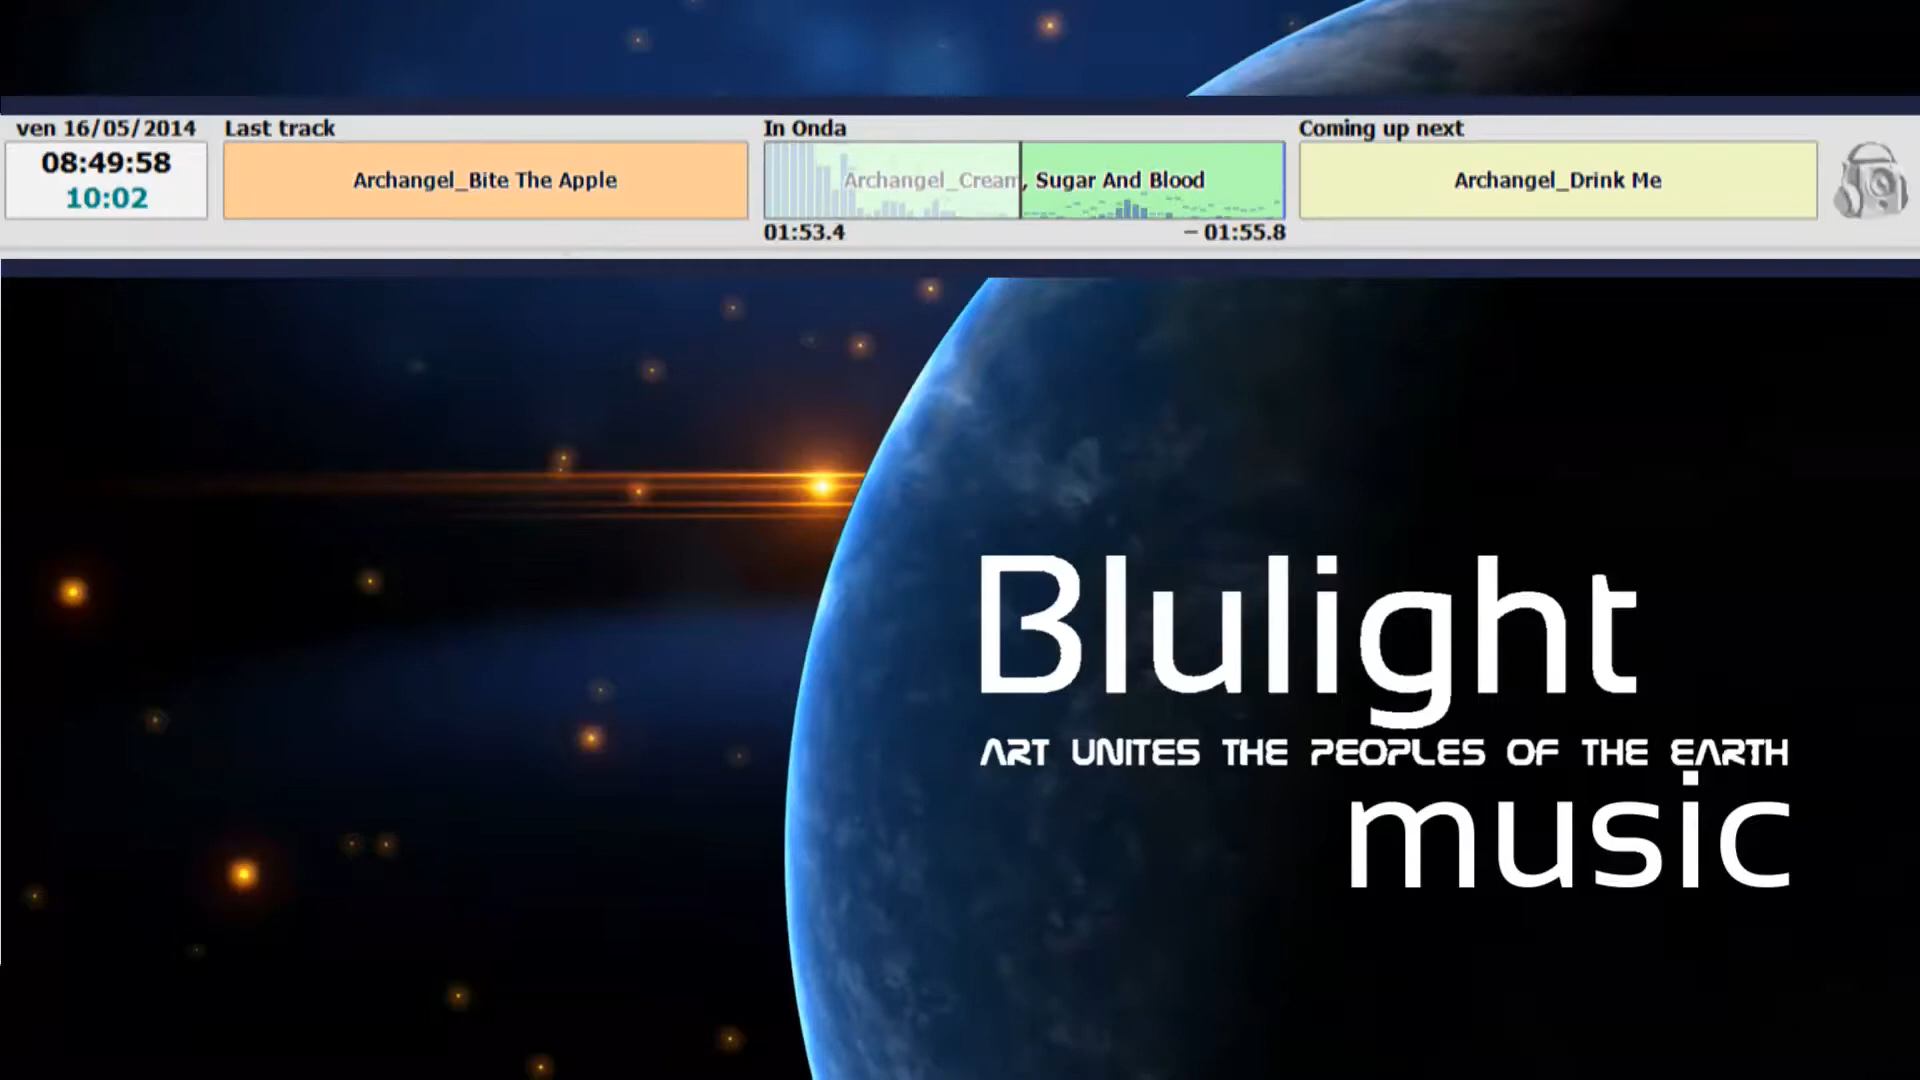 ven 16/05/2014
08:49:58
10:02
Last track
Archangel_Bite The Apple
In Onda
Archangel_Cream, Sugar And Blood
01:53.4
– 01:55.8
Coming up next
Archangel_Drink Me
Blulight
ART UNITES THE PEOPLES OF THE EARTH
music